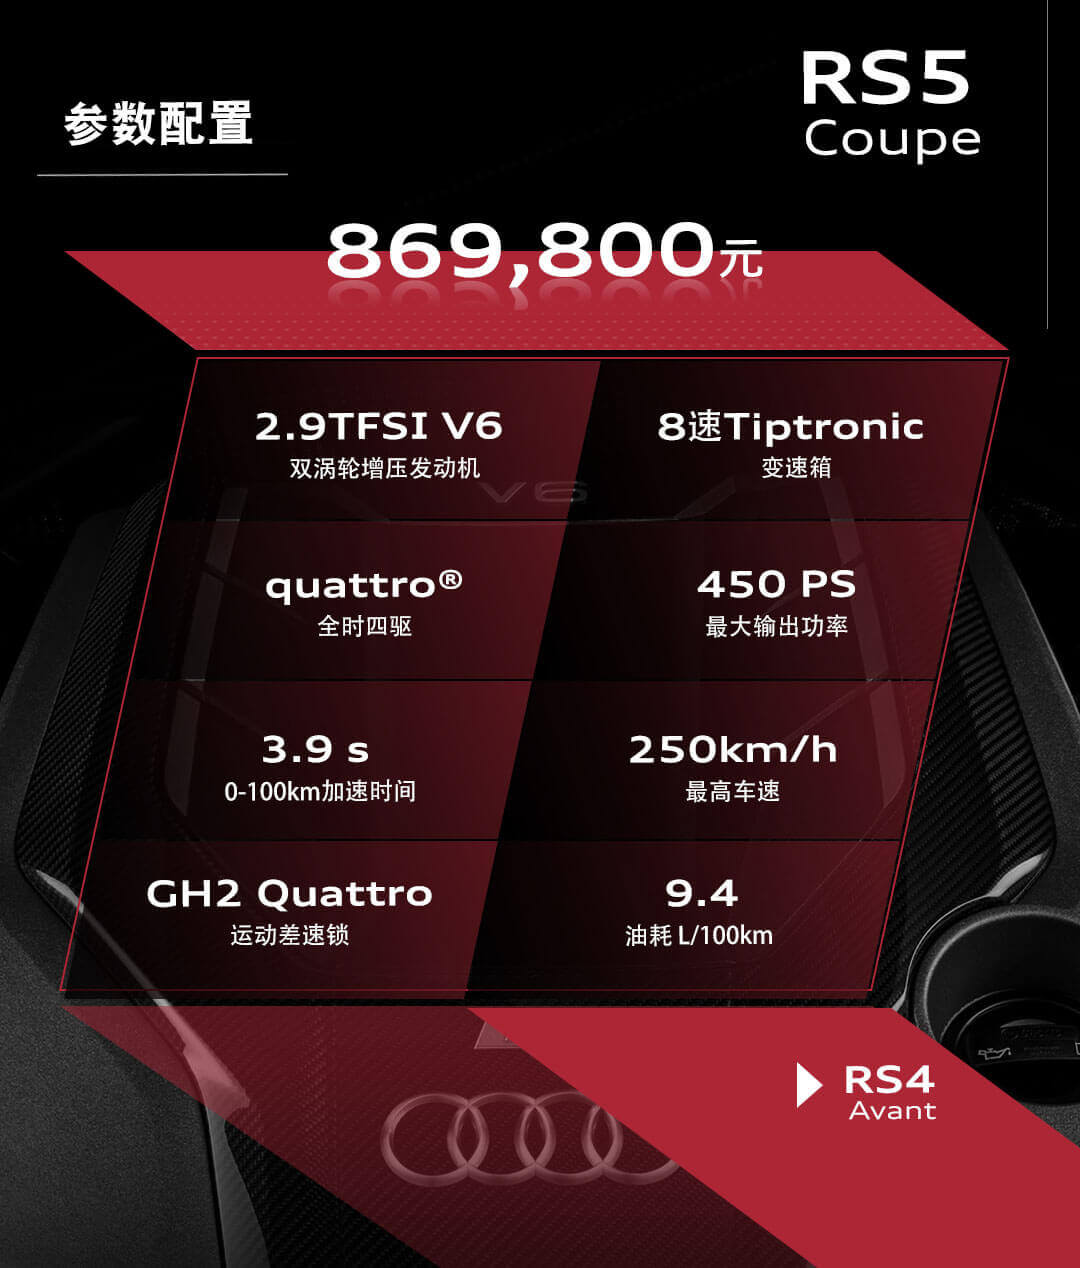 RS5
Coupe
参数配置
869,800元
2.9TFSI V6
双涡轮增压发动机
8速Tiptronic
变速箱
V6
quattro®
全时四驱
450 PS
最大输出功率
3.9 s
0-100km加速时间
250km/h
最高车速
GH2 Quattro
运动差速锁
9.4
油耗 L/100km
RS4
Avant